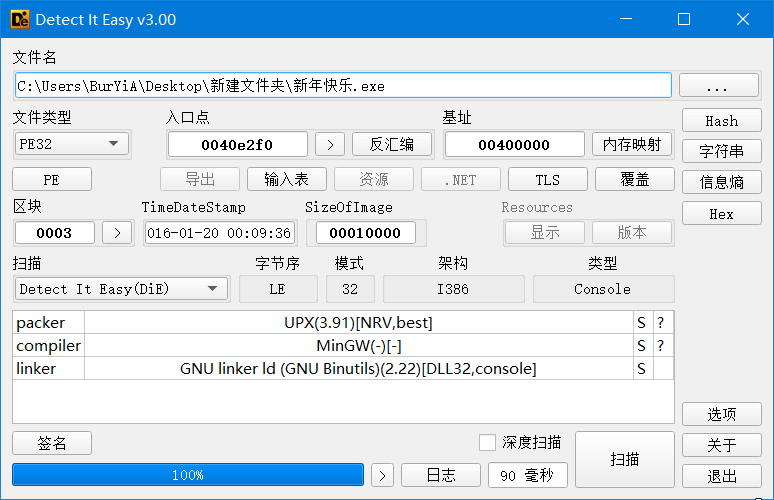 Detect It Easy v3.00
文件名
C:\Users\BurYiA\Desktop\新建文件夹\新年快乐.exe ...
文件类型 入口点 基址
PE32 0040e2f0 > 反汇编 00400000 内存映射 Hash
PE 导出 输入表 资源 .NET TLS 覆盖 字符串
信息熵
区块 TimeDateStamp SizeOfImage Resources
0003 > 016-01-20 00:09:36 00010000 显示 版本 Hex
扫描 字节序 模式 架构 类型
Detect It Easy(DiE) LE 32 I386 Console
packer UPX(3.91)[NRV,best] S ?
compiler MinGW(-)[-] S ?
linker GNU linker ld (GNU Binutils)(2.22)[DLL32,console] S
选项
签名 深度扫描 扫描 关于
100% > 日志 90 毫秒 退出